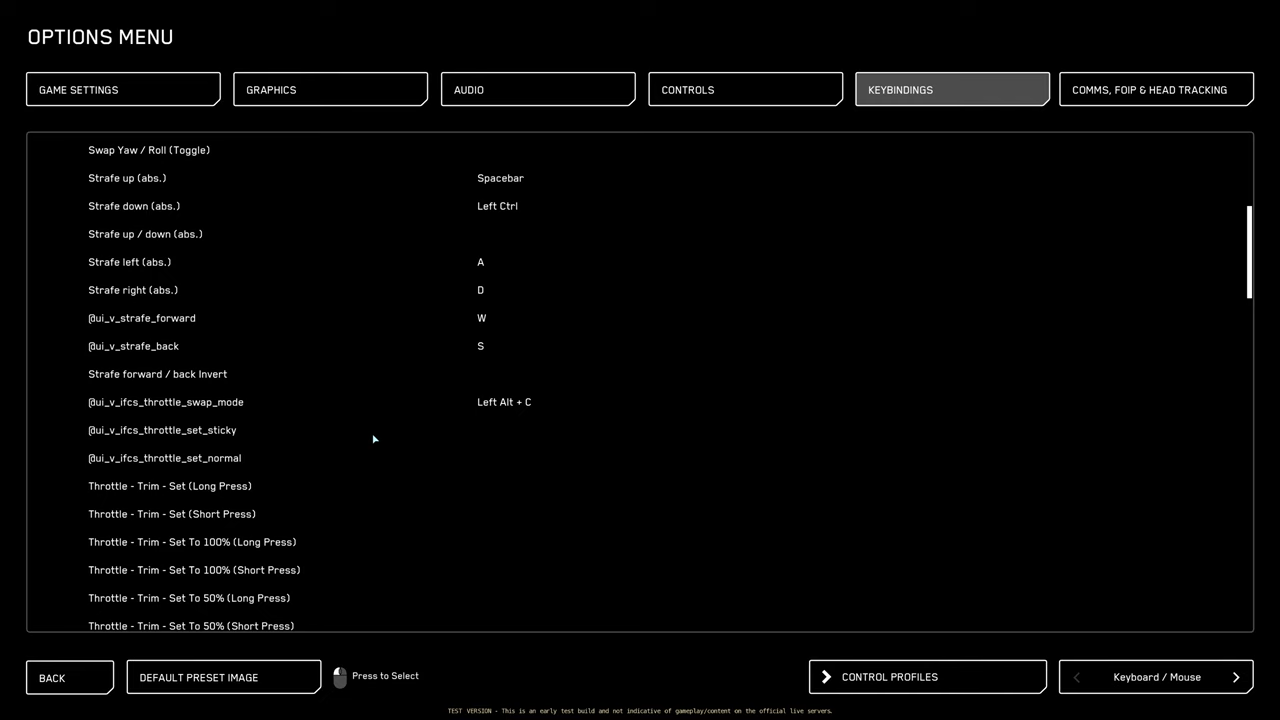 OPTIONS MENU
GAME SETTINGS
GRAPHICS
AUDIO
CONTROLS
KEYBINDINGS
COMMS, FOIP & HEAD TRACKING
Swap Yaw / Roll (Toggle)
Strafe up (abs.) Spacebar
Strafe down (abs.) Left Ctrl
Strafe up / down (abs.)
Strafe left (abs.) A
Strafe right (abs.) D
@ui_v_strafe_forward W
@ui_v_strafe_back S
Strafe forward / back Invert
@ui_v_ifcs_throttle_swap_mode Left Alt + C
@ui_v_ifcs_throttle_set_sticky
@ui_v_ifcs_throttle_set_normal
Throttle - Trim - Set (Long Press)
Throttle - Trim - Set (Short Press)
Throttle - Trim - Set To 100% (Long Press)
Throttle - Trim - Set To 100% (Short Press)
Throttle - Trim - Set To 50% (Long Press)
Throttle - Trim - Set To 50% (Short Press)
BACK
DEFAULT PRESET IMAGE
Press to Select
CONTROL PROFILES
Keyboard / Mouse
TEST VERSION - This is an early test build and not indicative of gameplay/content on the official live servers.